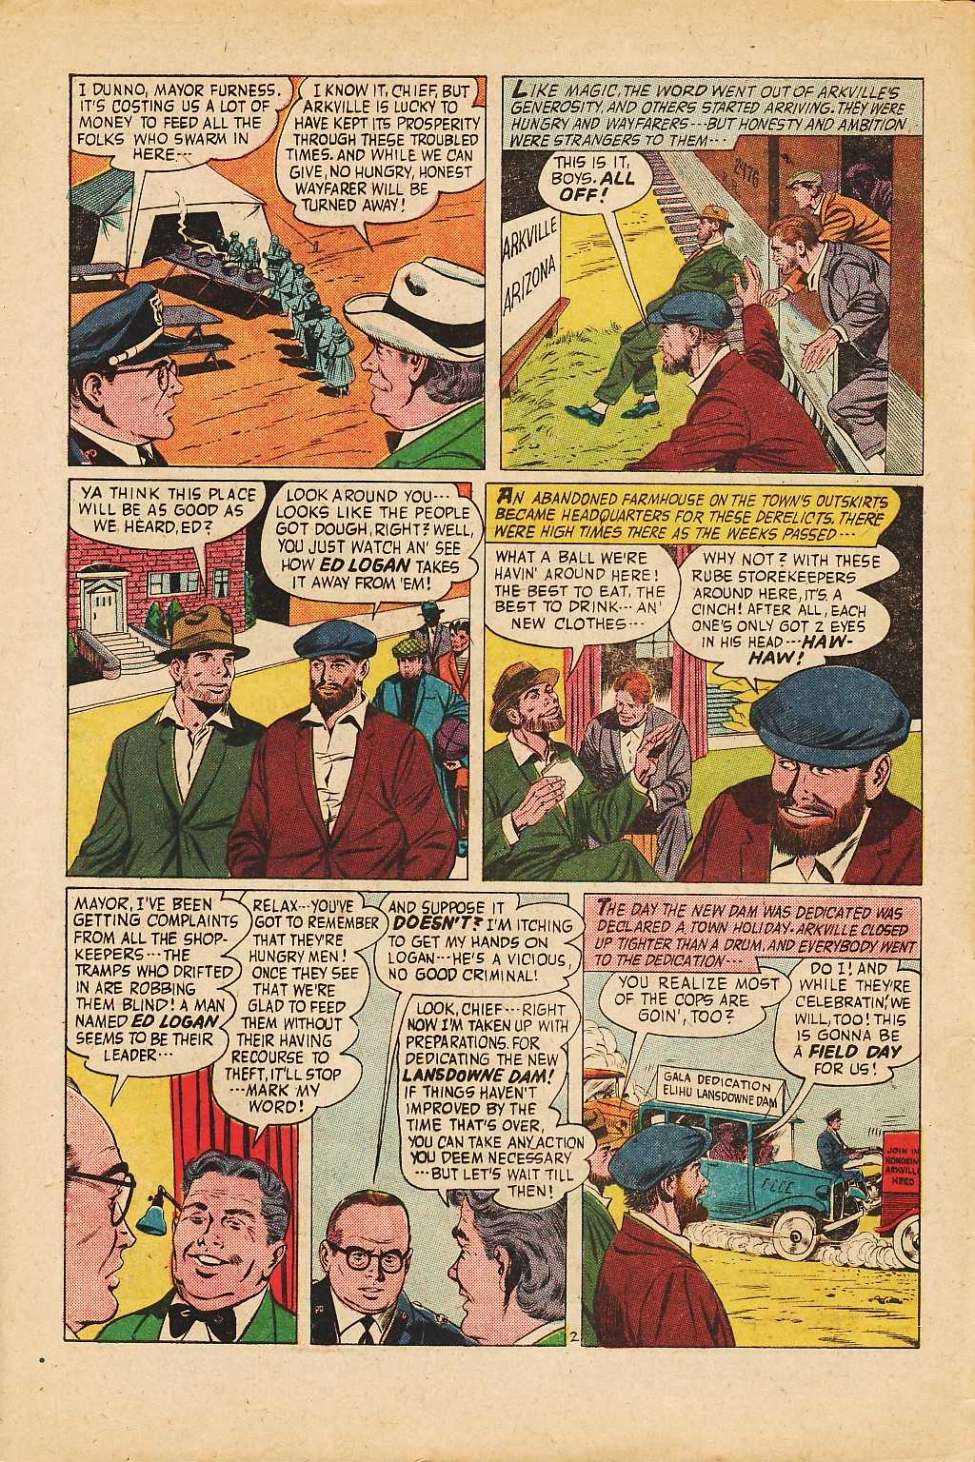 I DUNNO, MAYOR FURNESS.
IT'S COSTING US A LOT OF
MONEY TO FEED ALL THE
FOLKS WHO SWARM IN
HERE---
I KNOW IT, CHIEF, BUT
ARKVILLE IS LUCKY TO
HAVE KEPT ITS PROSPERITY
THROUGH THESE TROUBLED
TIMES. AND WHILE WE CAN
GIVE, NO HUNGRY, HONEST
WAYFARER WILL BE
TURNED AWAY!
LIKE MAGIC, THE WORD WENT OUT OF ARKVILLE'S
GENEROSITY, AND OTHERS STARTED ARRIVING. THEY WERE
HUNGRY AND WAYFARERS---BUT HONESTY AND AMBITION
WERE STRANGERS TO THEM---
THIS IS IT,
BOYS. ALL
OFF!
2476
ARKVILLE
ARIZONA
YA THINK THIS PLACE
WILL BE AS GOOD AS
WE HEARD, ED?
LOOK AROUND YOU---
LOOKS LIKE THE PEOPLE
GOT DOUGH, RIGHT? WELL,
YOU JUST WATCH AN' SEE
HOW ED LOGAN TAKES
IT AWAY FROM 'EM!
AN ABANDONED FARMHOUSE ON THE TOWN'S OUTSKIRTS
BECAME HEADQUARTERS FOR THESE DERELICTS. THERE
WERE HIGH TIMES THERE AS THE WEEKS PASSED---
WHAT A BALL WE'RE
HAVIN' AROUND HERE!
THE BEST TO EAT, THE
BEST TO DRINK--- AN'
NEW CLOTHES---
WHY NOT? WITH THESE
RUBE STOREKEEPERS
AROUND HERE, IT'S A
CINCH! AFTER ALL, EACH
ONE'S ONLY GOT 2 EYES
IN HIS HEAD---HAW-
HAW!
MAYOR, I'VE BEEN
GETTING COMPLAINTS
FROM ALL THE SHOP-
KEEPERS---THE
TRAMPS WHO DRIFTED
IN ARE ROBBING
THEM BLIND! A MAN
NAMED ED LOGAN
SEEMS TO BE THEIR
LEADER---
RELAX---YOU'VE
GOT TO REMEMBER
THAT THEY'RE
HUNGRY MEN!
ONCE THEY SEE
THAT WE'RE
GLAD TO FEED
THEM WITHOUT
THEIR HAVING
RECOURSE TO
THEFT, IT'LL STOP
---MARK MY
WORD!
AND SUPPOSE IT
DOESN'T? I'M ITCHING
TO GET MY HANDS ON
LOGAN---HE'S A VICIOUS,
NO GOOD CRIMINAL!
LOOK, CHIEF---RIGHT
NOW I'M TAKEN UP WITH
PREPARATIONS. FOR
DEDICATING THE NEW
LANSDOWNE DAM!
IF THINGS HAVEN'T
IMPROVED BY THE
TIME THAT'S OVER,
YOU CAN TAKE ANY ACTION
YOU DEEM NECESSARY
---BUT LET'S WAIT TILL
THEN!
2
THE DAY THE NEW DAM WAS DEDICATED WAS
DECLARED A TOWN HOLIDAY. ARKVILLE CLOSED
UP TIGHTER THAN A DRUM, AND EVERYBODY WENT
TO THE DEDICATION---
YOU REALIZE MOST
OF THE COPS ARE
GOIN', TOO?
DO I! AND
WHILE THEY'RE
CELEBRATIN', WE
WILL, TOO! THIS
IS GONNA BE
A FIELD DAY
FOR US!
GALA DEDICATION
ELIHU LANSDOWNE DAM
JOIN IN
ARKVILLE